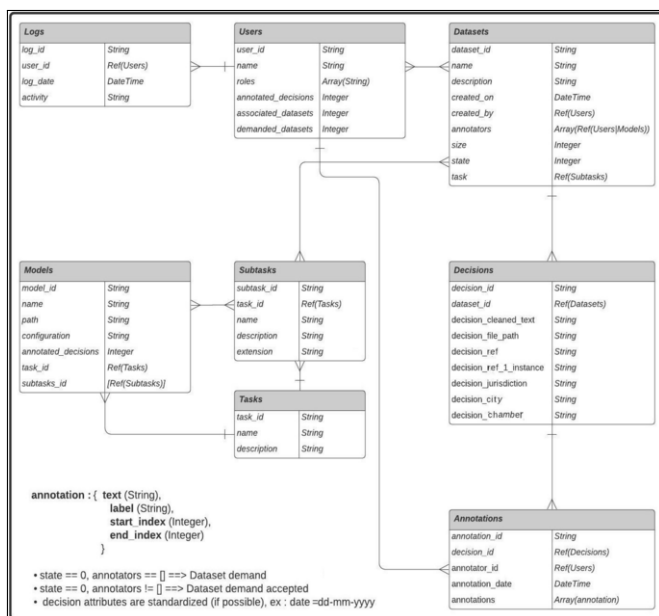 Logs
log_id String
user_id Ref(Users)
log_date DateTime
activity String
Users
user_id String
name String
roles Array(String)
annotated_decisions Integer
associated_datasets Integer
demanded_datasets Integer
Datasets
dataset_id String
name String
description String
created_on DateTime
created_by Ref(Users)
annotators Array(Ref(Users|Models)
size Integer
state Integer
task Ref(Subtasks)
Models
model_id String
name String
path String
configuration String
annotated_decisions Integer
task_id Ref(Tasks)
subtasks_id [Ref(Subtasks)]
Subtasks
subtask_id String
task_id Ref(Tasks)
name String
description String
extension String
Tasks
task_id String
name String
description String
Decisions
decision_id String
dataset_id Ref(Datasets)
decision_cleaned_text String
decision_file_path String
decision_ref String
decision_ref_1_instance String
decision_jurisdiction String
decision_city String
decision_chamber String
Annotations
annotation_id String
decision_id Ref(Decisions)
annotator_id Ref(Users)
annotation_date DateTime
annotations Array(annotation)
annotation : { text (String),
label (String),
start_index (Integer),
end_index (Integer)
}
• state == 0, annotators == [] ==> Dataset demand
• state == 0, annotators != [] ==> Dataset demand accepted
• decision attributes are standardized (if possible), ex : date =dd-mm-yyyy